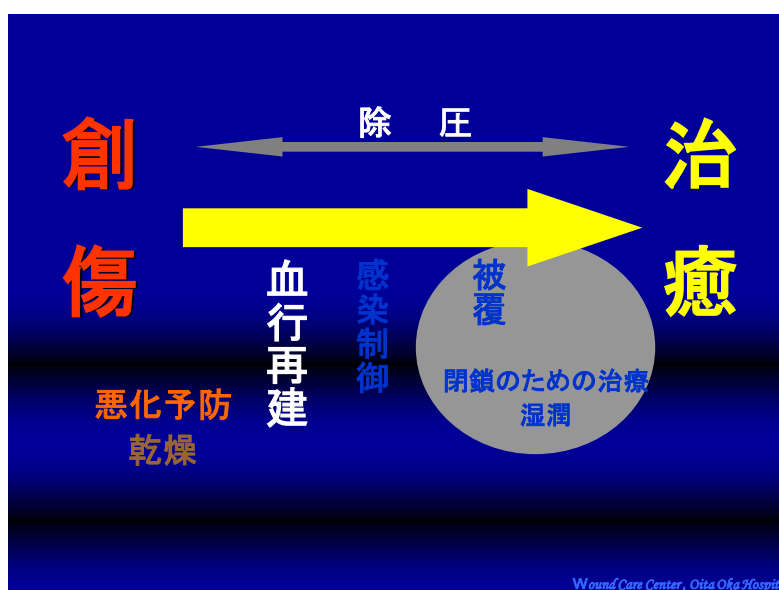 除　圧
創傷
治癒
血行再建
感染制御
被覆
閉鎖のための治療
湿潤
悪化予防
乾燥
Wound Care Center, Oita Oka Hospit